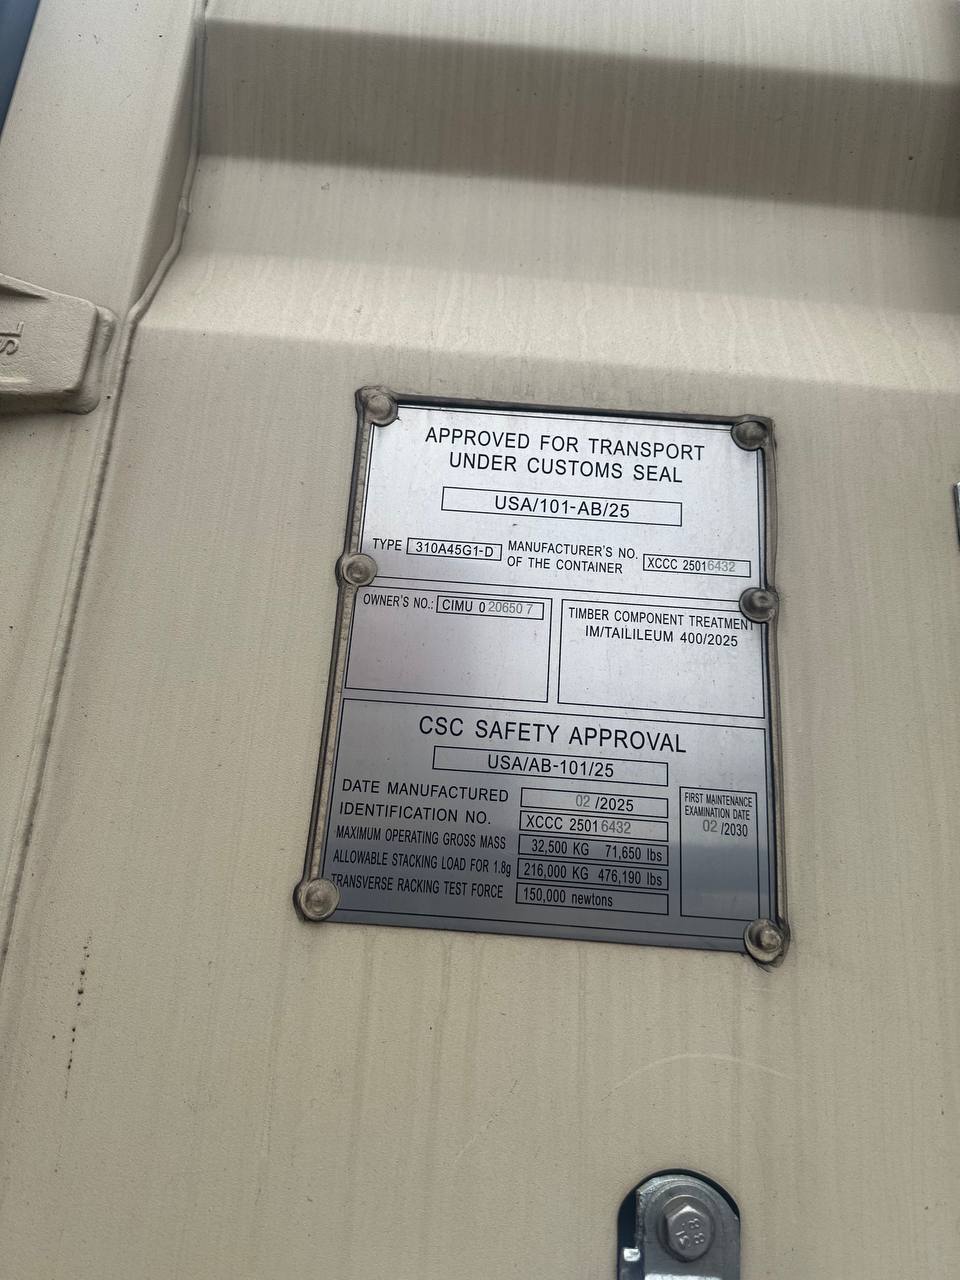 APPROVED FOR TRANSPORT
UNDER CUSTOMS SEAL
USA/101-AB/25
TYPE 310A45G1-D MANUFACTURER'S NO. OF THE CONTAINER XCCC 25016432
OWNER'S NO.: CIMU 0206507
TIMBER COMPONENT TREATMENT
IM/TAILILEUM 400/2025
CSC SAFETY APPROVAL
USA/AB-101/25
DATE MANUFACTURED 02/2025
IDENTIFICATION NO. XCCC 25016432
MAXIMUM OPERATING GROSS MASS 32,500 KG 71,650 lbs
ALLOWABLE STACKING LOAD FOR 1.8g 216,000 KG 476,190 lbs
TRANSVERSE RACKING TEST FORCE 150,000 newtons
FIRST MAINTENANCE
EXAMINATION DATE
02/2030